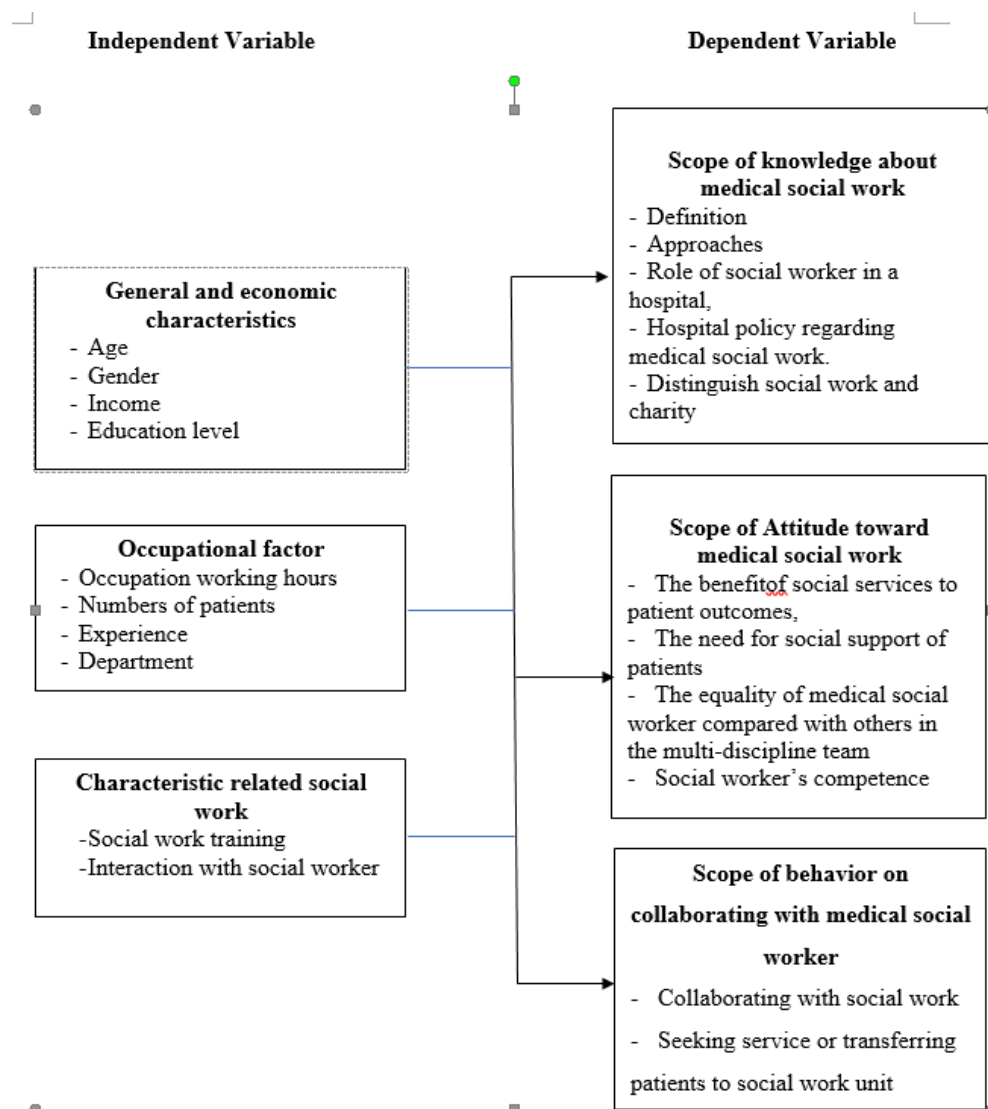 Independent Variable
Dependent Variable
General and economic
characteristics
- Age
- Gender
- Income
- Education level
Occupational factor
- Occupation working hours
- Numbers of patients
- Experience
- Department
Characteristic related social
work
-Social work training
-Interaction with social worker
Scope of knowledge about
medical social work
- Definition
- Approaches
- Role of social worker in a
hospital,
- Hospital policy regarding
medical social work.
- Distinguish social work and
charity
Scope of Attitude toward
medical social work
- The benefitof social services to
patient outcomes,
- The need for social support of
patients
- The equality of medical social
worker compared with others in
the multi-discipline team
- Social worker’s competence
Scope of behavior on
collaborating with medical social
worker
- Collaborating with social work
- Seeking service or transferring
patients to social work unit